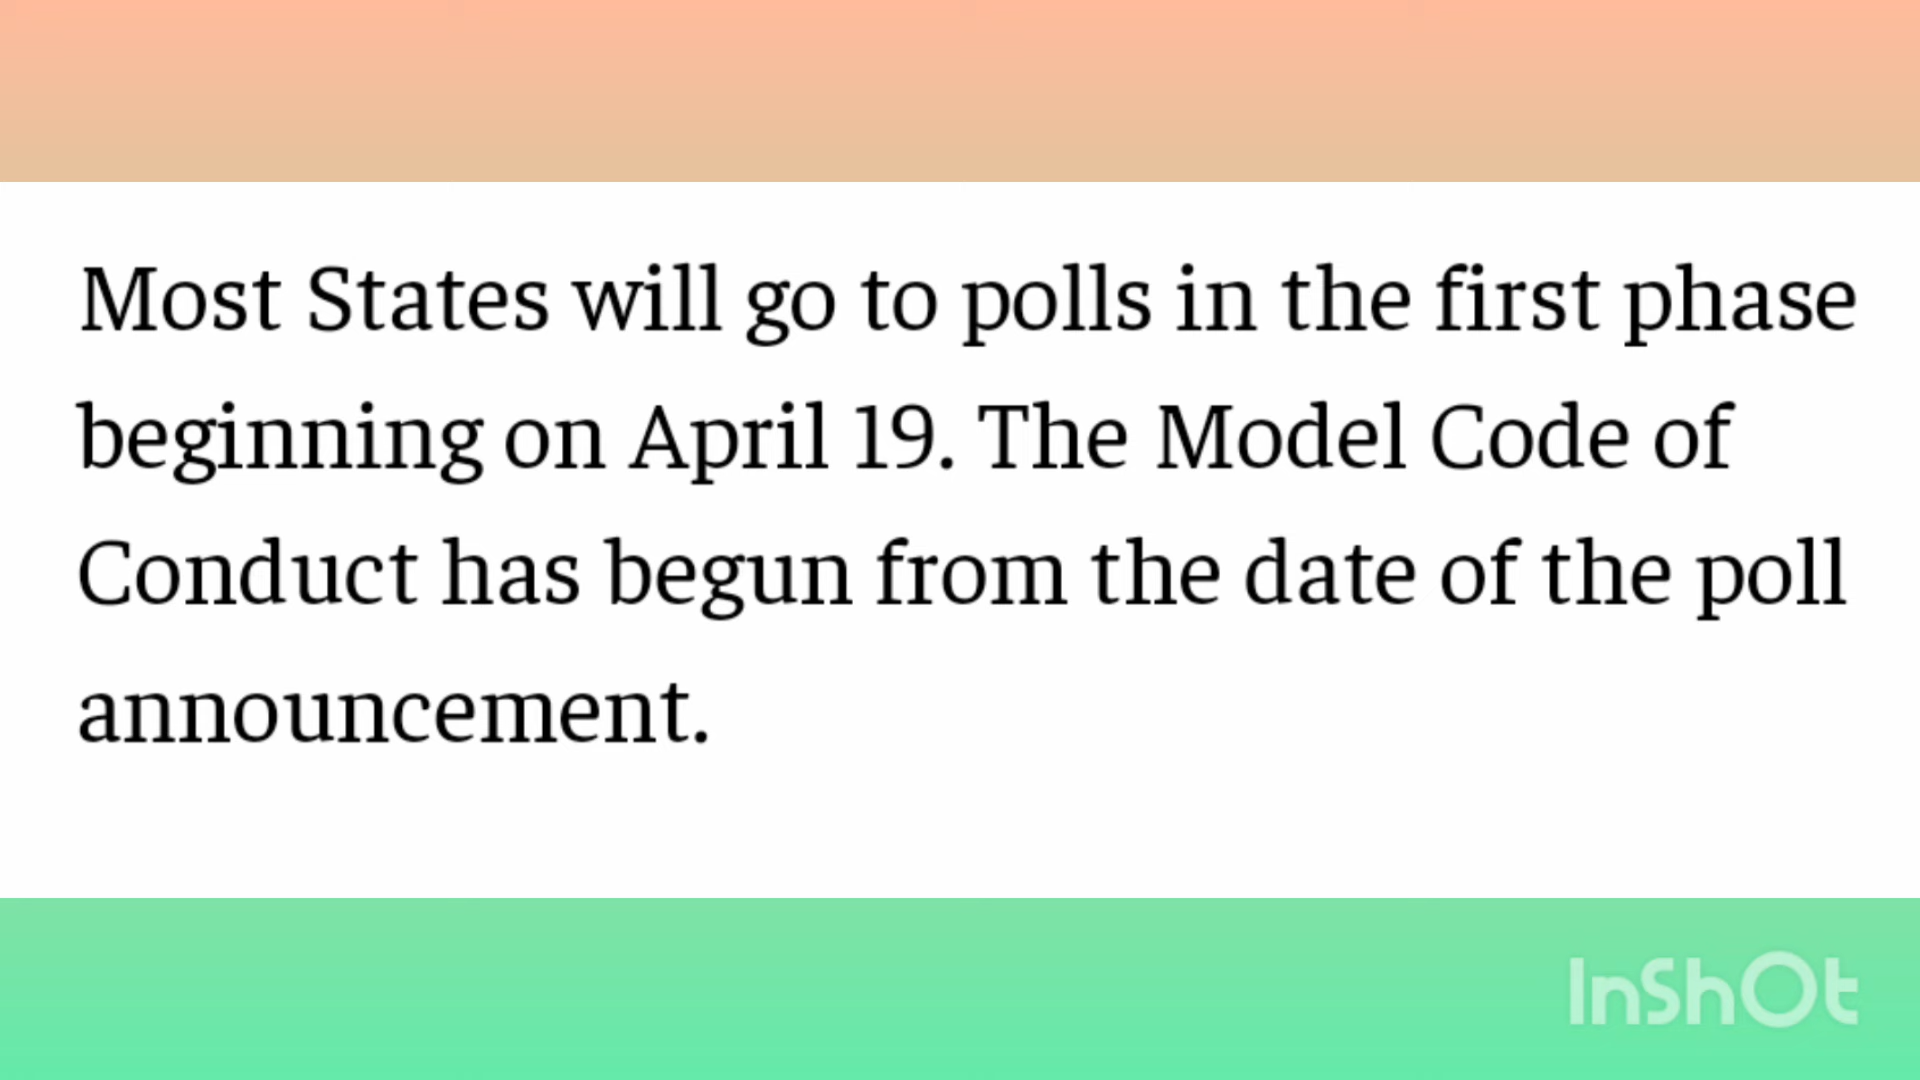 Most States will go to polls in the first phase
beginning on April 19. The Model Code of
Conduct has begun from the date of the poll
announcement.
InShOt